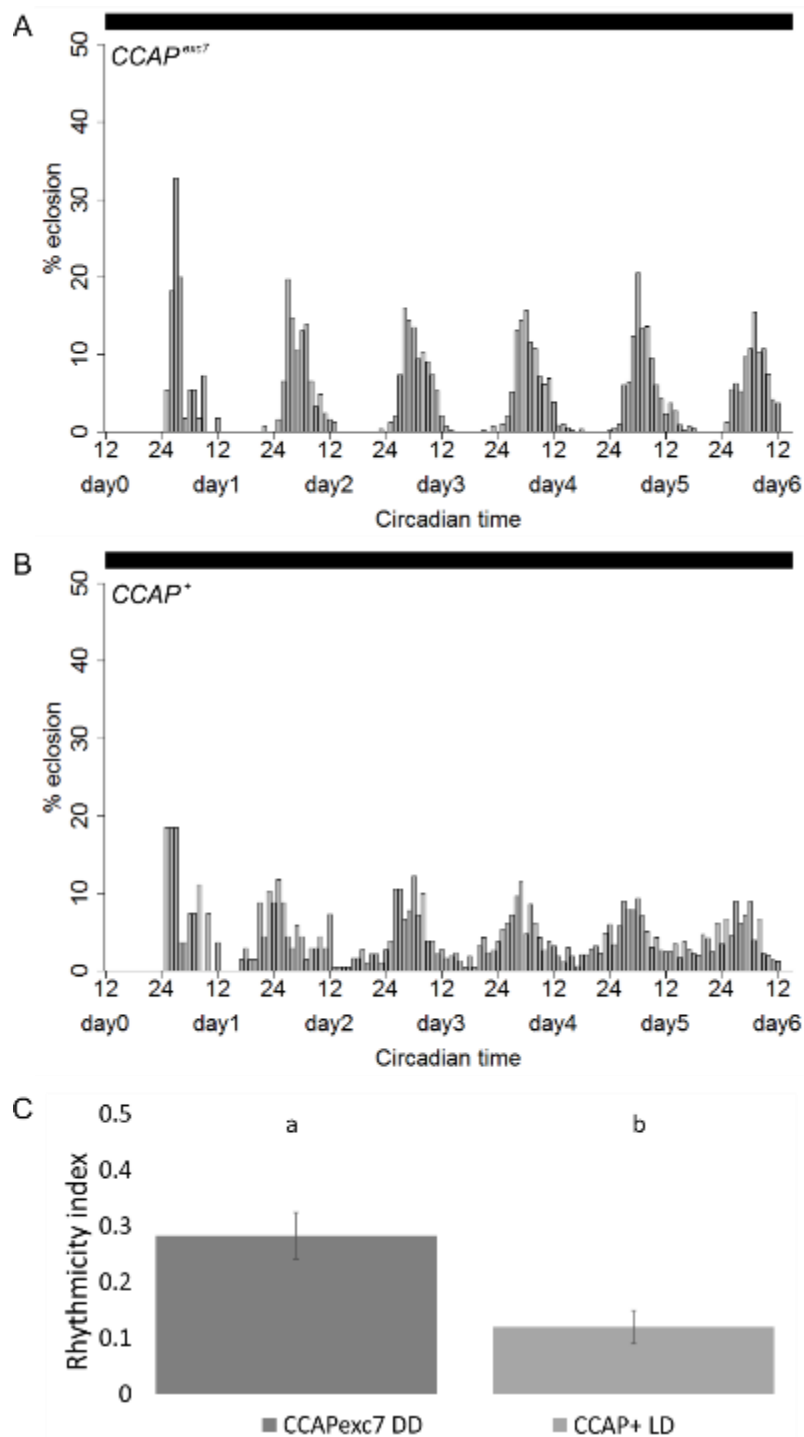 A
CCAP exc7
% eclosion
50
40
30
20
10
0
12 24 12 24 12 24 12 24 12 24 12 24 12
day0 day1 day2 day3 day4 day5 day6
Circadian time
B
CCAP +
% eclosion
50
40
30
20
10
0
12 24 12 24 12 24 12 24 12 24 12 24 12
day0 day1 day2 day3 day4 day5 day6
Circadian time
C
Rhythmicity index
0.5
0.4
0.3
0.2
0.1
0
a b
CCAPexc7 DD CCAP+ LD